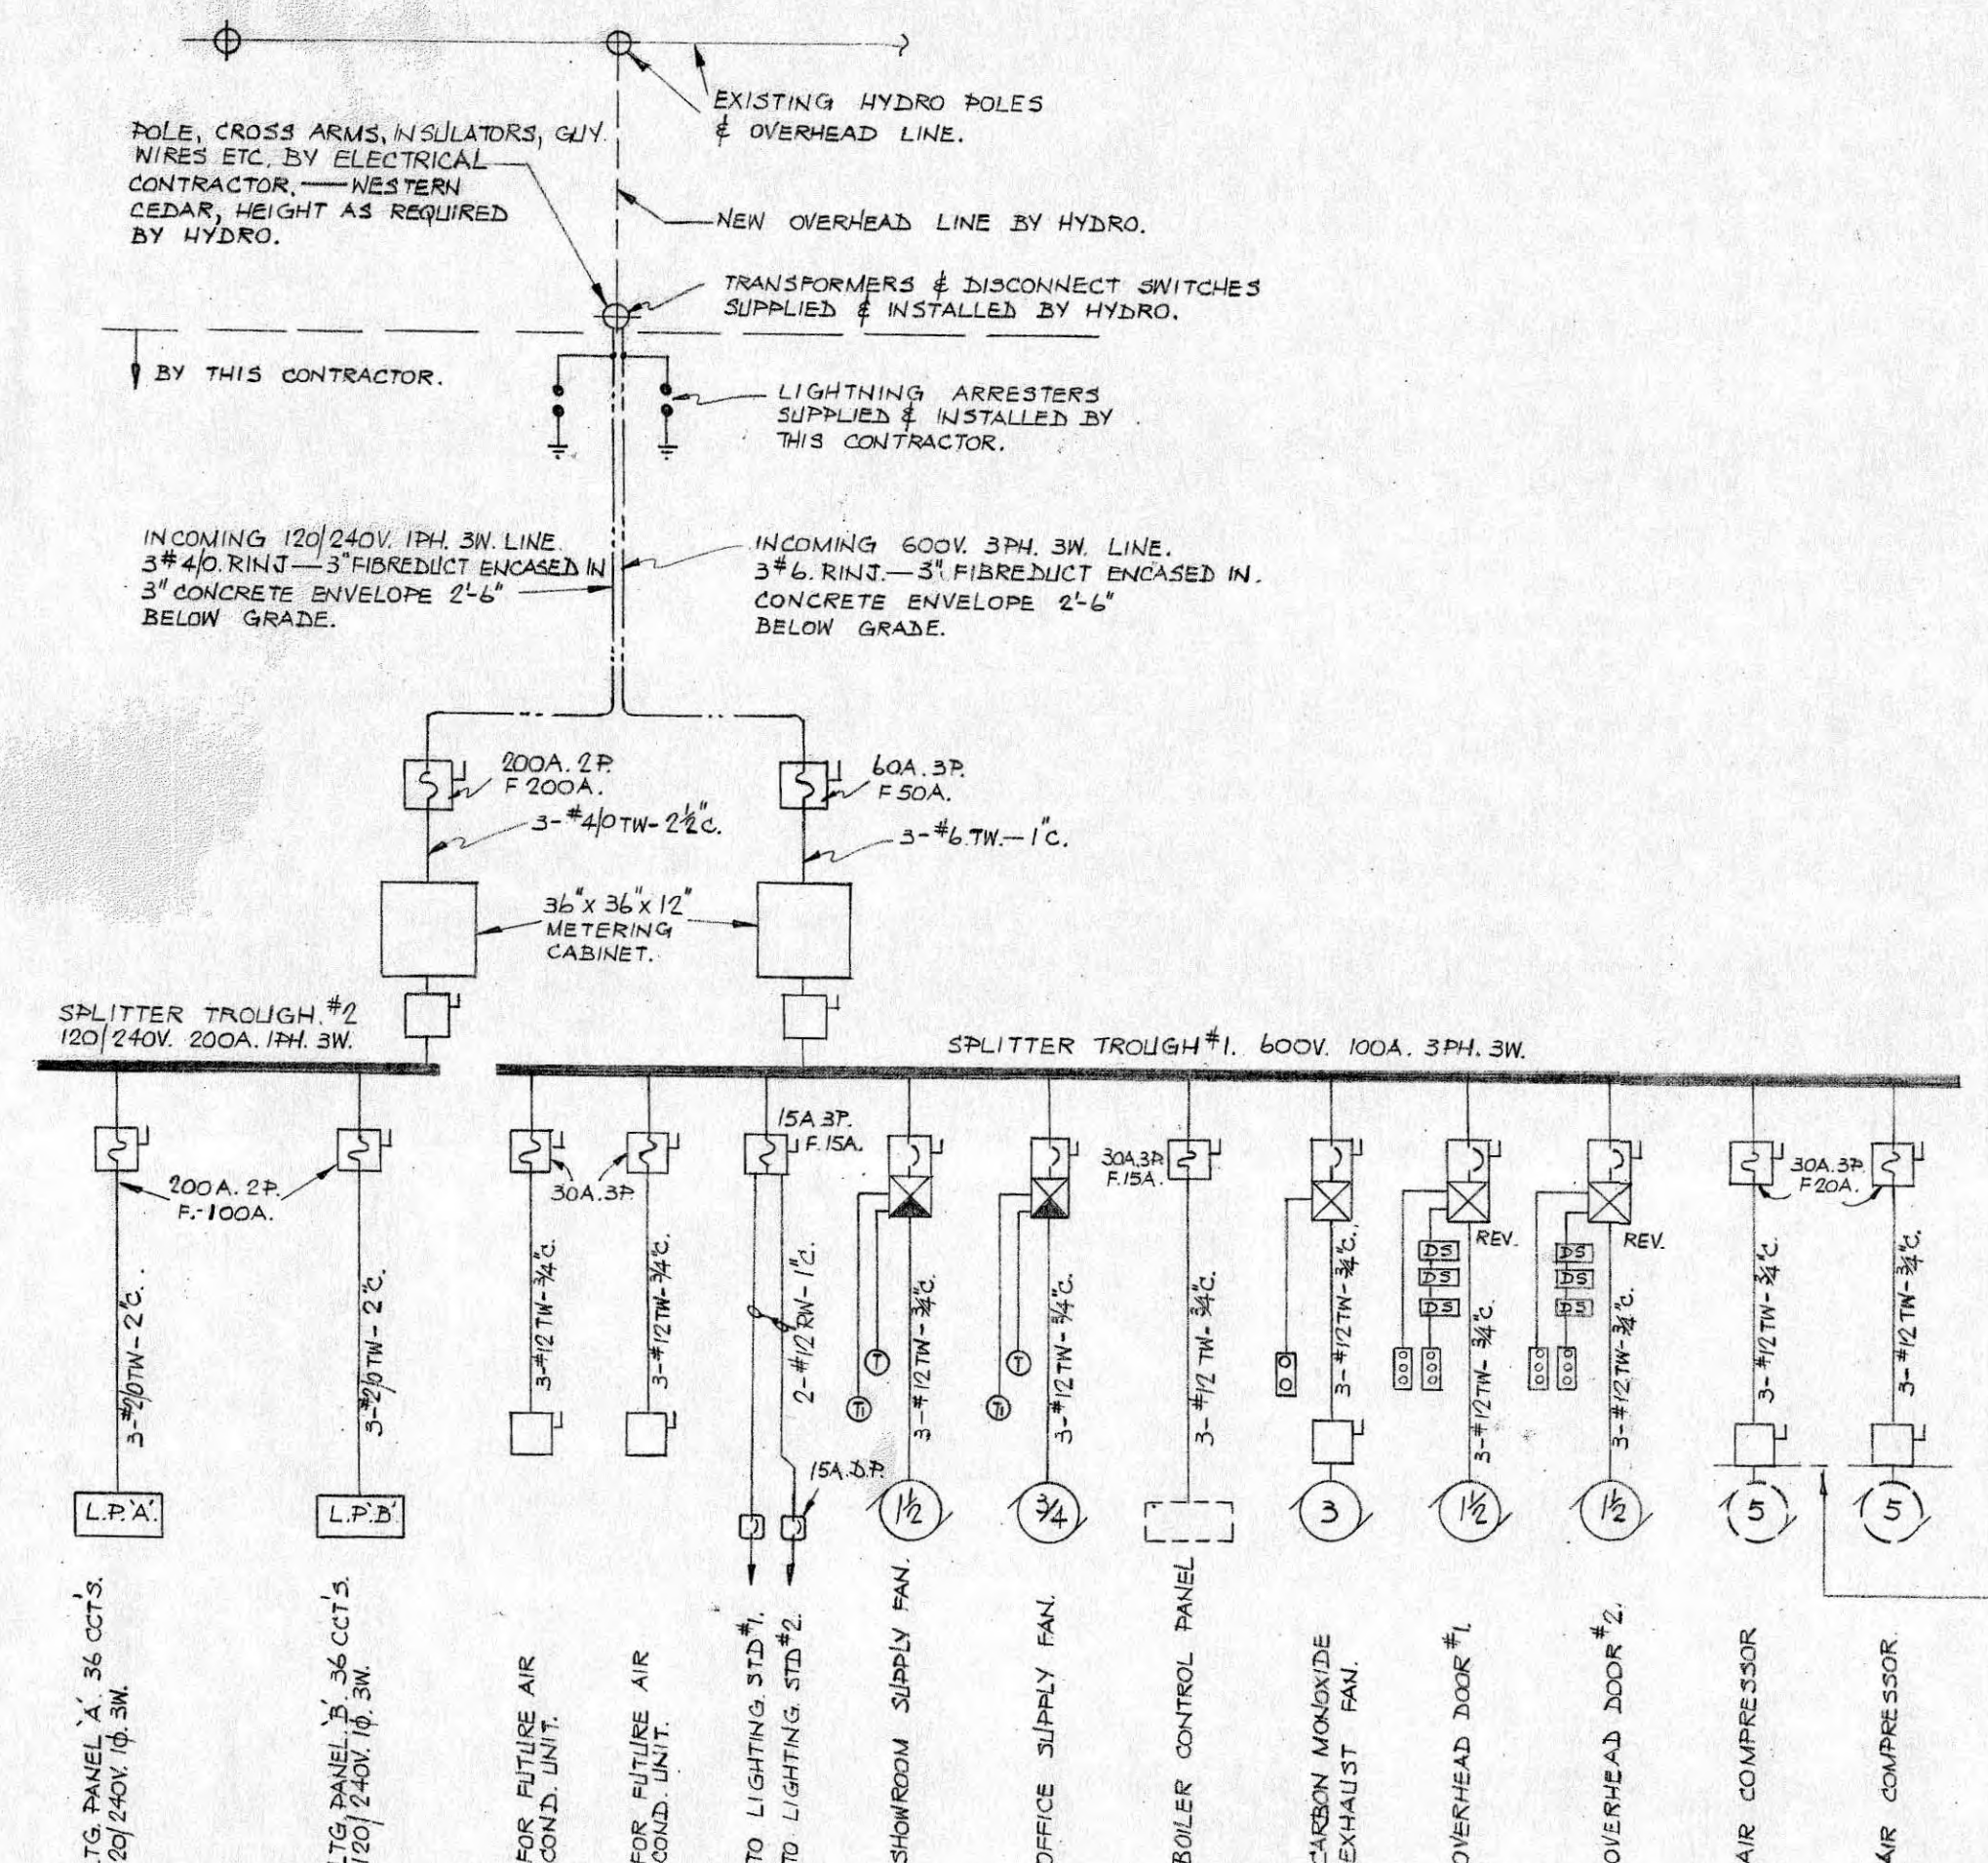 EXISTING HYDRO POLES
& OVERHEAD LINE.
POLE, CROSS ARMS, INSULATORS, GUY.
WIRES ETC. BY ELECTRICAL
CONTRACTOR. — WESTERN
CEDAR, HEIGHT AS REQUIRED
BY HYDRO.
NEW OVERHEAD LINE BY HYDRO.
TRANSFORMERS & DISCONNECT SWITCHES
SUPPLIED & INSTALLED BY HYDRO.
BY THIS CONTRACTOR.
LIGHTNING ARRESTERS
SUPPLIED & INSTALLED BY
THIS CONTRACTOR.
INCOMING 120/240V. 1PH. 3W. LINE.
3#4/0. RINJ — 3" FIBREDUCT ENCASED IN
3" CONCRETE ENVELOPE 2'-6"
BELOW GRADE.
INCOMING 600V. 3PH. 3W. LINE.
3#6. RINJ. — 3" FIBREDUCT ENCASED IN.
CONCRETE ENVELOPE 2'-6"
BELOW GRADE.
200A. 2P.
F 200A.
60A. 3P.
F 50A.
3-#4/0 TW-2½"C.
3-#6. TW. — 1"C.
36" x 36" x 12"
METERING
CABINET.
SPLITTER TROUGH. #2
120/240V. 200A. 1PH. 3W.
SPLITTER TROUGH #1. 600V. 100A. 3PH. 3W.
200A. 2P.
F.-100A.
30A. 3P.
15A 3P.
F. 15A.
30A. 3P.
F. 15A.
30A. 3P.
F 20A.
REV.
REV.
DS
DS
DS
DS
DS
DS
3-#2/0 TW-2"C.
3-#2/0 TW-2"C.
3-#12 TW-¾"C.
3-#12 TW-¾"C.
2-#12 RW-1"C.
3-#12 TW-¾"C.
3-#12 TW-¾"C.
3-#12 TW-¾"C.
3-#12 TW-¾"C.
3-#12 TW-¾"C.
3-#12 TW-¾"C.
3-#12 TW-¾"C.
3-#12 TW-¾"C.
T
T
15A. D.P.
L.P. 'A'.
L.P. 'B'.
1½
¾
3
1½
1½
5
5
LTG. PANEL 'A'. 36 CCT'S.
120/240V. 1φ. 3W.
LTG. PANEL 'B'. 36 CCT'S.
120/240V. 1φ. 3W.
FOR FUTURE AIR
COND. UNIT.
FOR FUTURE AIR
COND. UNIT.
TO LIGHTING. STD #1.
TO LIGHTING. STD #2.
SHOWROOM SUPPLY FAN.
OFFICE SUPPLY FAN.
BOILER CONTROL PANEL
CARBON MONOXIDE
EXHAUST FAN.
OVERHEAD DOOR #1.
OVERHEAD DOOR #2.
AIR COMPRESSOR
AIR COMPRESSOR.